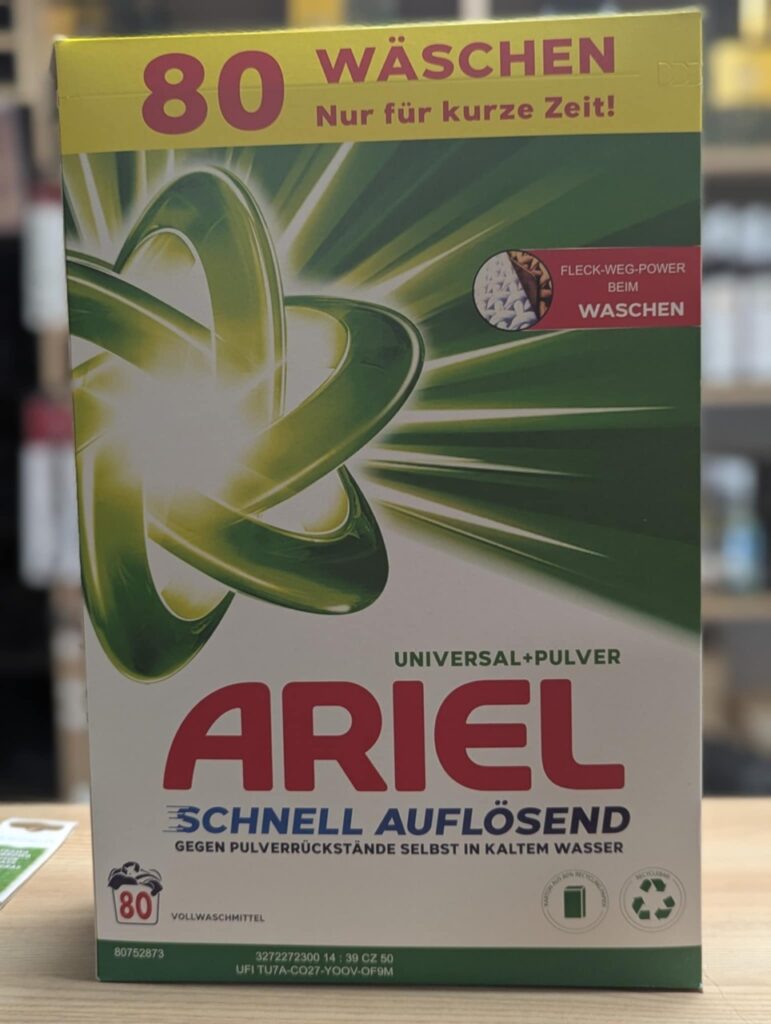 80 WÄSCHEN
Nur für kurze Zeit!
FLECK-WEG-POWER
BEIM
WASCHEN
UNIVERSAL+PULVER
ARIEL
SCHNELL AUFLÖSEND
GEGEN PULVERRÜCKSTÄNDE SELBST IN KALTEM WASSER
80
VOLLWASCHMITTEL
RECYCLEBAR
80752873
3272272300 14 : 39 CZ 50
UFI TU7A-CO27-YOOV-OF9M